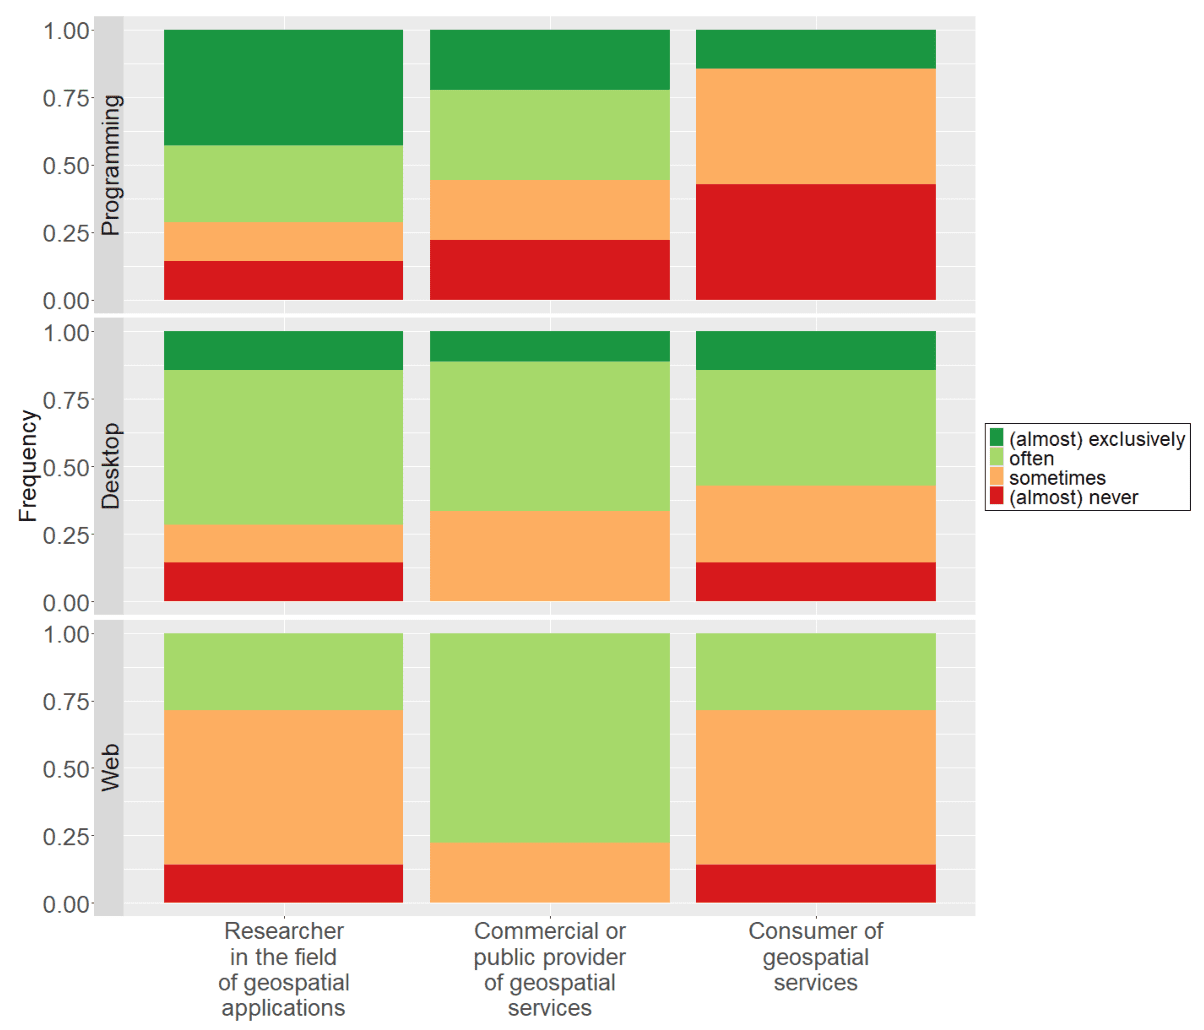 Frequency
Programming
1.00
0.75
0.50
0.25
0.00
Desktop
1.00
0.75
0.50
0.25
0.00
Web
1.00
0.75
0.50
0.25
0.00
Researcher
in the field
of geospatial
applications
Commercial or
public provider
of geospatial
services
Consumer of
geospatial
services
(almost) exclusively
often
sometimes
(almost) never